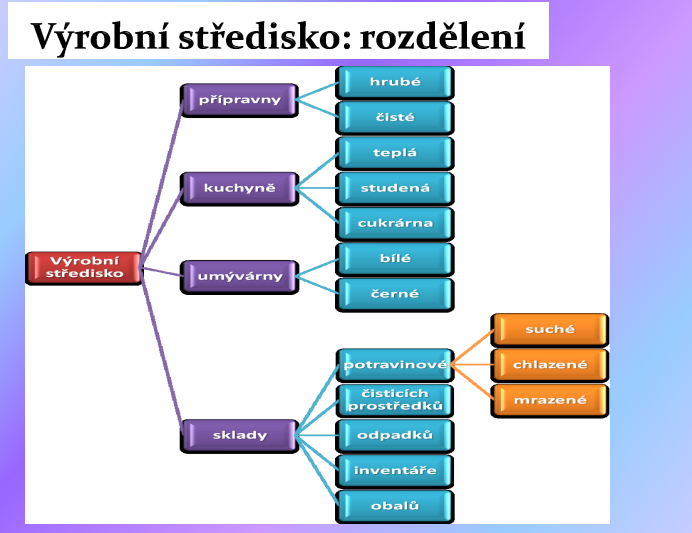 Výrobní středisko: rozdělení
Výrobní
středisko
přípravny
hrubé
čisté
kuchyně
teplá
studená
cukrárna
umývárny
bílé
černé
sklady
potravinové
suché
chlazené
mrazené
čisticích
prostředků
odpadků
inventáře
obalů